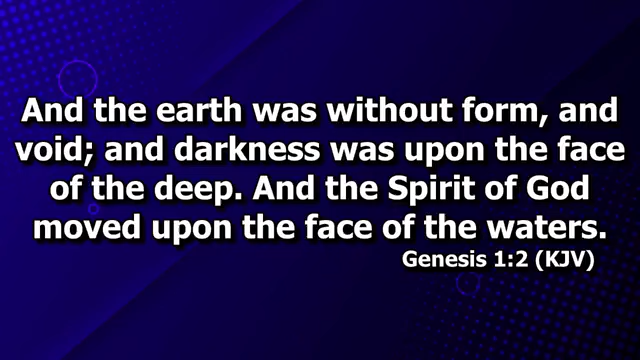 And the earth was without form, and
void; and darkness was upon the face
of the deep. And the Spirit of God
moved upon the face of the waters.
Genesis 1:2 (KJV)